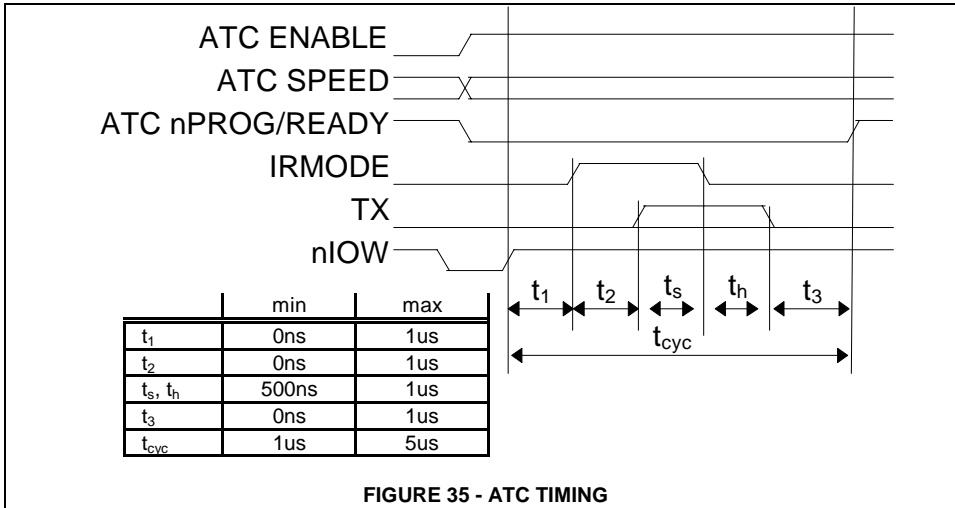 ATC ENABLE
ATC SPEED
ATC nPROG/READY
IRMODE
TX
nIOW
t1 t2 ts th t3
tcyc
min max
t1 0ns 1us
t2 0ns 1us
ts, th 500ns 1us
t3 0ns 1us
tcyc 1us 5us
FIGURE 35 - ATC TIMING